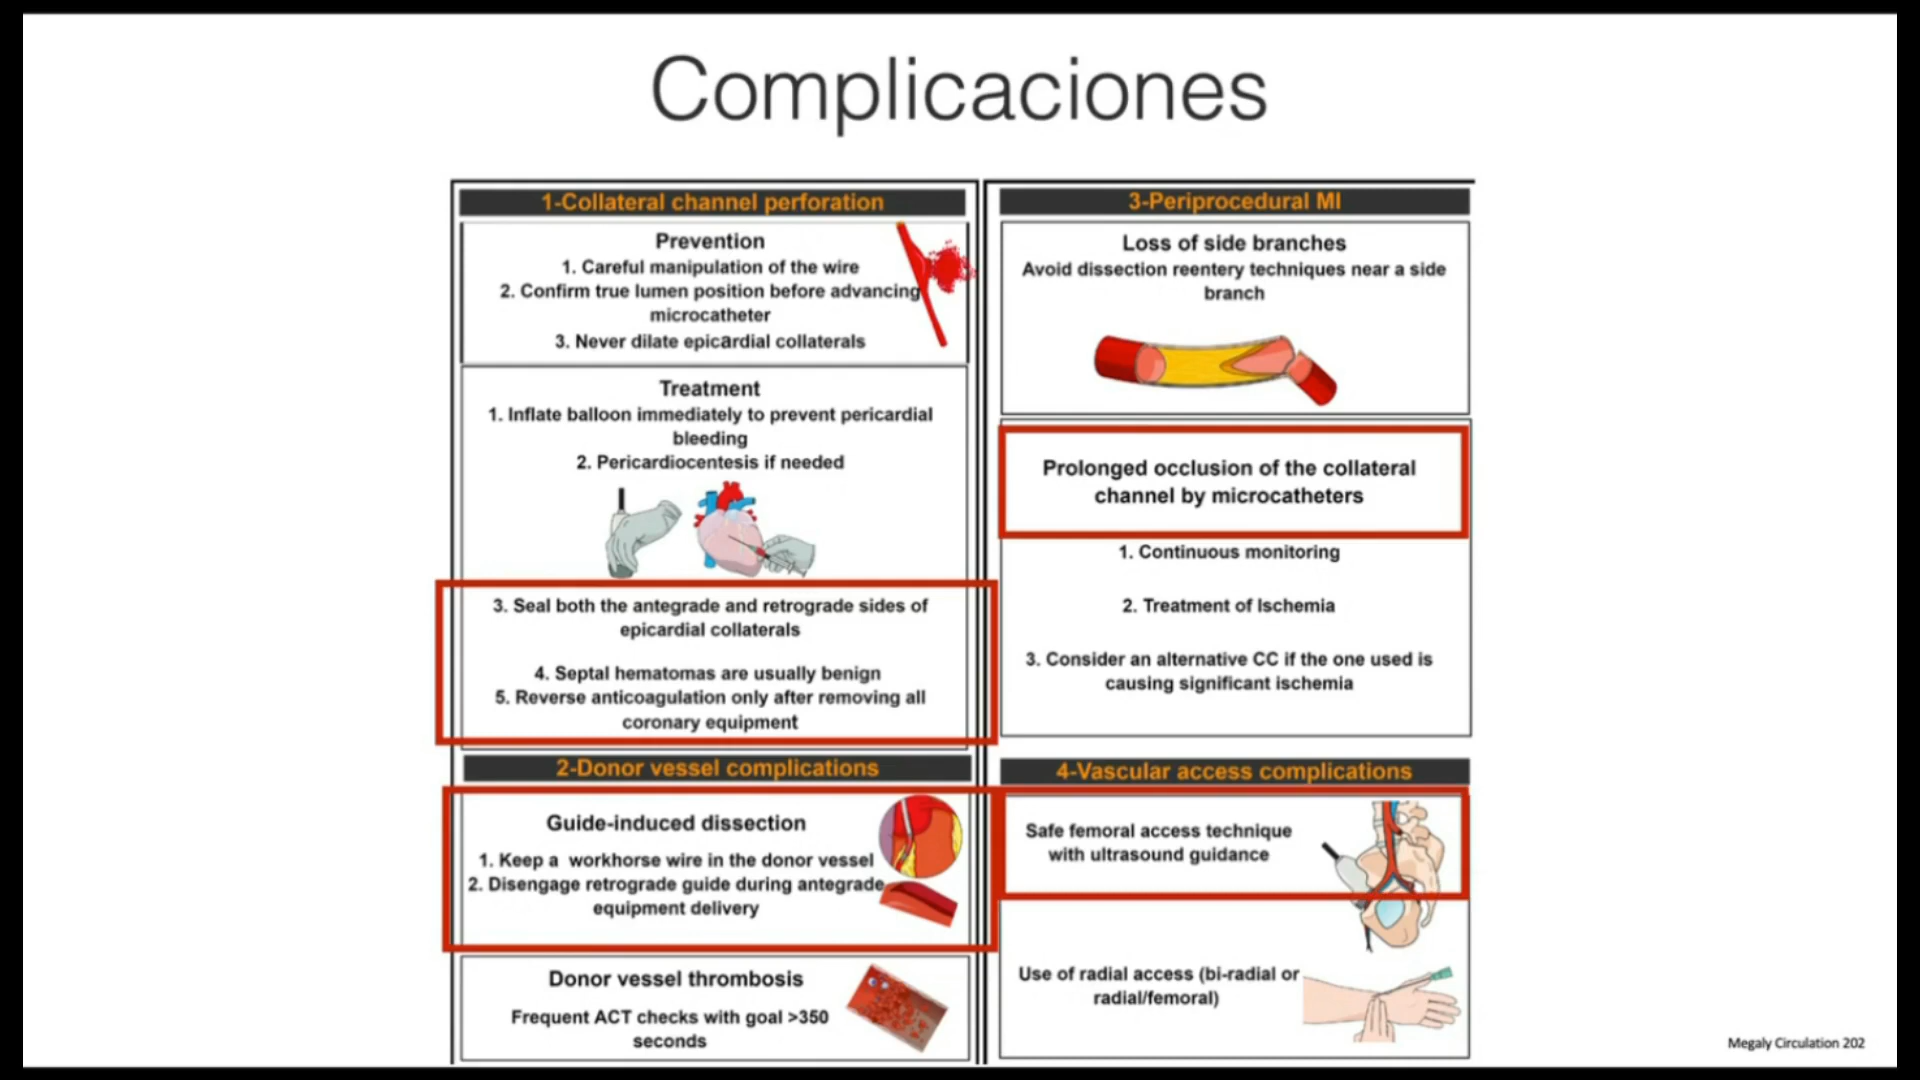 Complicaciones
1-Collateral channel perforation
Prevention
1. Careful manipulation of the wire
2. Confirm true lumen position before advancing
microcatheter
3. Never dilate epicardial collaterals
Treatment
1. Inflate balloon immediately to prevent pericardial
bleeding
2. Pericardiocentesis if needed
3. Seal both the antegrade and retrograde sides of
epicardial collaterals
4. Septal hematomas are usually benign
5. Reverse anticoagulation only after removing all
coronary equipment
2-Donor vessel complications
Guide-induced dissection
1. Keep a workhorse wire in the donor vessel
2. Disengage retrograde guide during antegrade
equipment delivery
Donor vessel thrombosis
Frequent ACT checks with goal >350
seconds
3-Periprocedural MI
Loss of side branches
Avoid dissection reentery techniques near a side
branch
Prolonged occlusion of the collateral
channel by microcatheters
1. Continuous monitoring
2. Treatment of Ischemia
3. Consider an alternative CC if the one used is
causing significant ischemia
4-Vascular access complications
Safe femoral access technique
with ultrasound guidance
Use of radial access (bi-radial or
radial/femoral)
Megaly Circulation 202